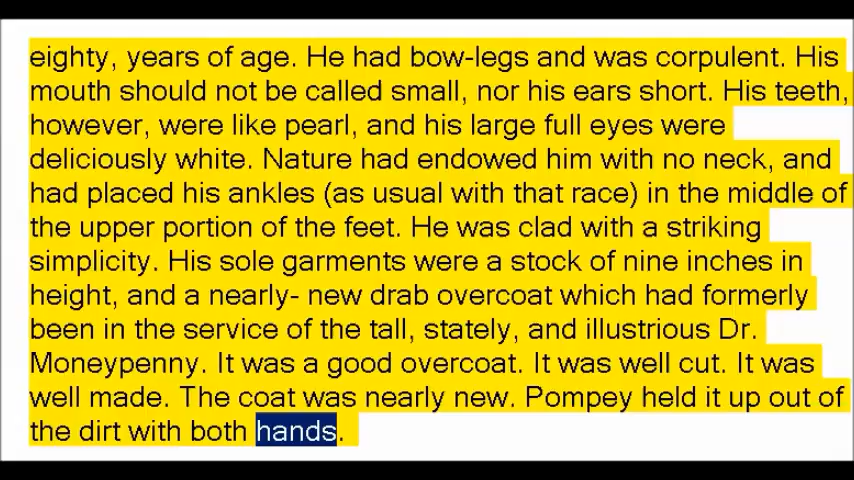 eighty, years of age. He had bow-legs and was corpulent. His
mouth should not be called small, nor his ears short. His teeth,
however, were like pearl, and his large full eyes were
deliciously white. Nature had endowed him with no neck, and
had placed his ankles (as usual with that race) in the middle of
the upper portion of the feet. He was clad with a striking
simplicity. His sole garments were a stock of nine inches in
height, and a nearly- new drab overcoat which had formerly
been in the service of the tall, stately, and illustrious Dr.
Moneypenny. It was a good overcoat. It was well cut. It was
well made. The coat was nearly new. Pompey held it up out of
the dirt with both hands.